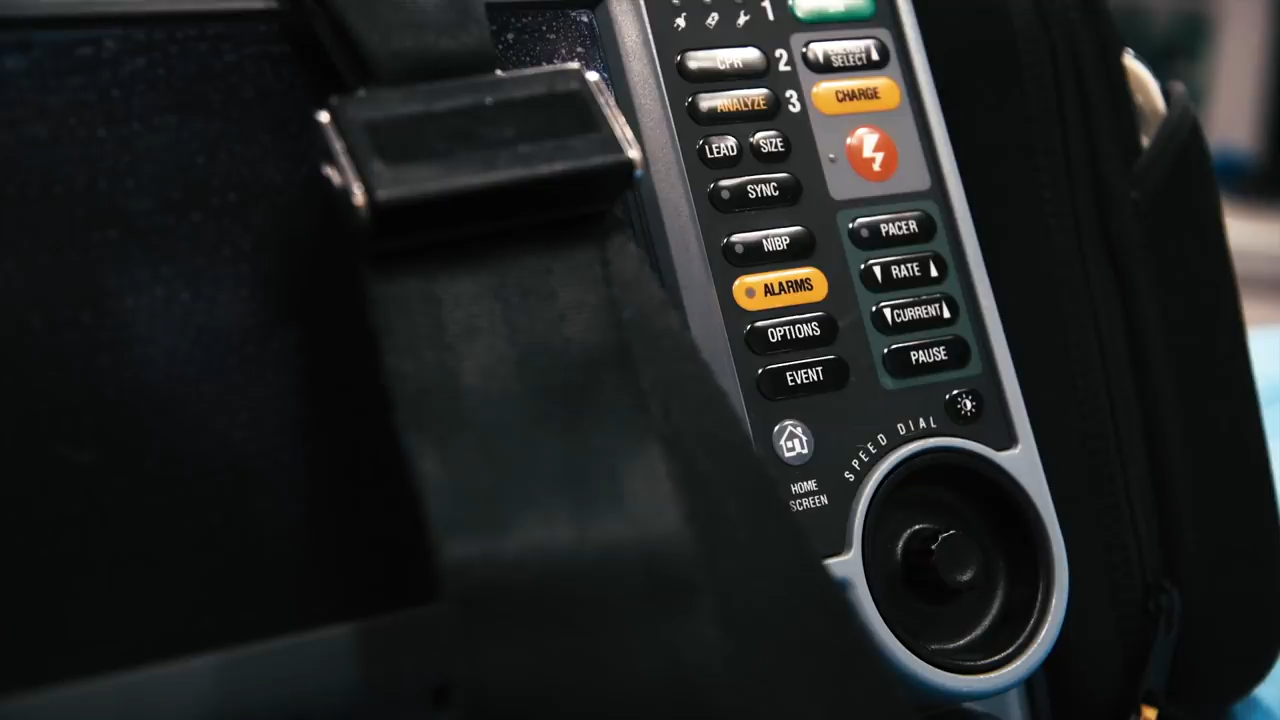 1
CPR
2
ENERGY
SELECT
ANALYZE
3
CHARGE
LEAD
SIZE
SYNC
NIBP
PACER
ALARMS
RATE
OPTIONS
CURRENT
EVENT
PAUSE
SPEED DIAL
HOME
SCREEN